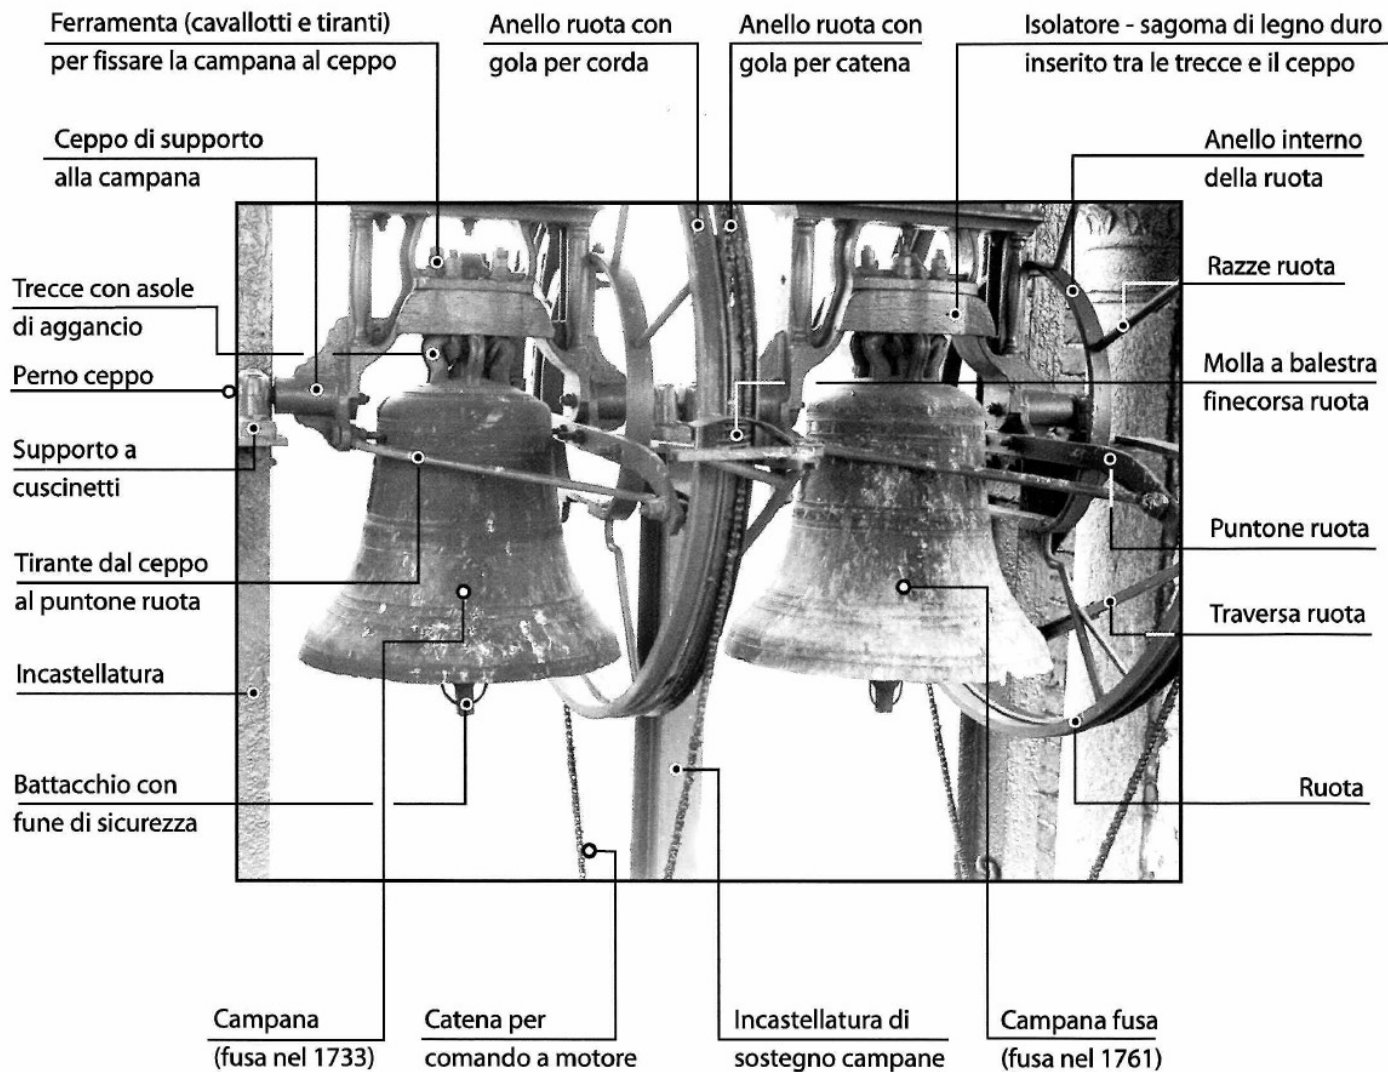 Ferramenta (cavallotti e tiranti)
per fissare la campana al ceppo
Anello ruota con
gola per corda
Anello ruota con
gola per catena
Isolatore - sagoma di legno duro
inserito tra le trecce e il ceppo
Ceppo di supporto
alla campana
Anello interno
della ruota
Trecce con asole
di aggancio
Razze ruota
Perno ceppo
Molla a balestra
finecorsa ruota
Supporto a
cuscinetti
Puntone ruota
Tirante dal ceppo
al puntone ruota
Traversa ruota
Incastellatura
Battacchio con
fune di sicurezza
Ruota
Campana
(fusa nel 1733)
Catena per
comando a motore
Incastellatura di
sostegno campane
Campana fusa
(fusa nel 1761)